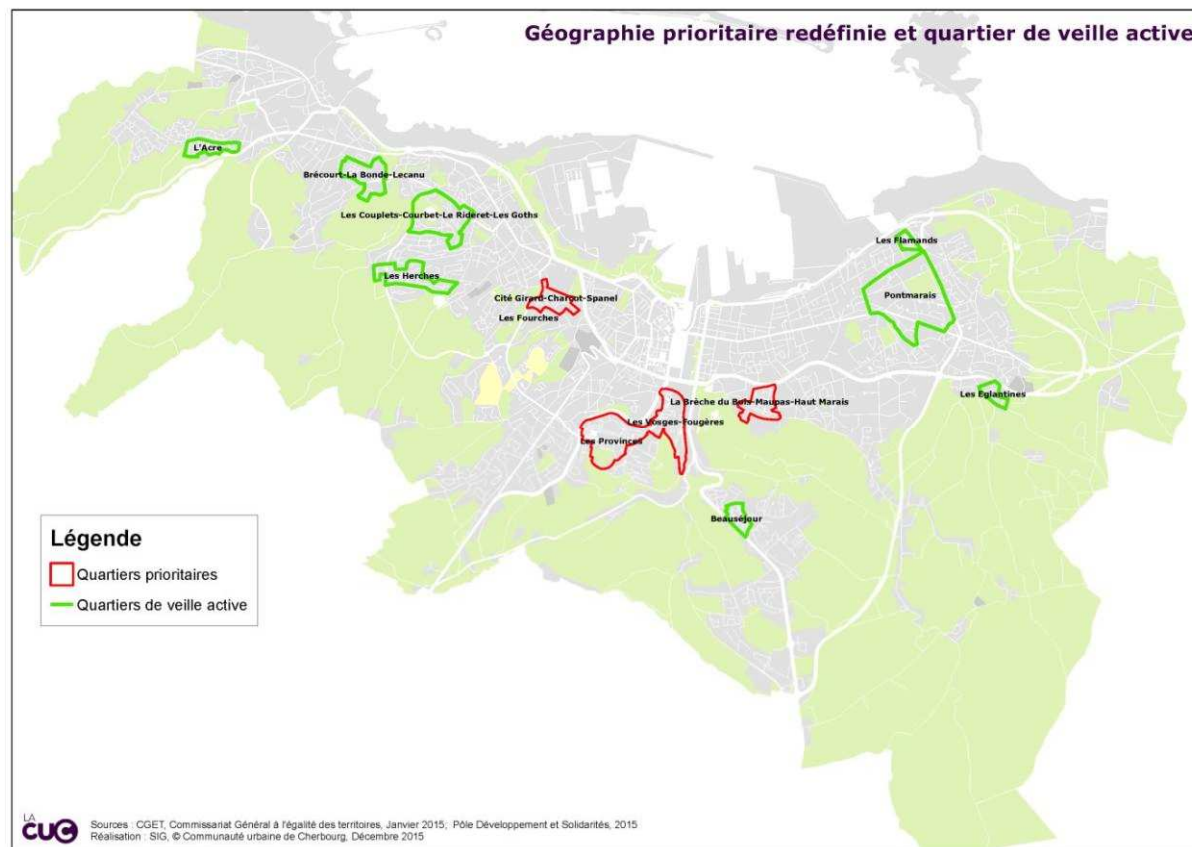 Géographie prioritaire redéfinie et quartier de veille active
L'Acre
Brécourt-La Bonde-Lecanu
Les Couplets-Courbet-Le Rideret-Les Goths
Les Flamands
Les Herches
Pontmarais
Cité Girard-Charcot-Spanel
Les Fourches
Les Eglantines
La Brèche du Bois-Maupas-Haut Marais
Les Vosges-Fougères
Les Provinces
Beauséjour
Légende
Quartiers prioritaires
Quartiers de veille active
LA
CUC
Sources : CGET, Commissariat Général à l'égalité des territoires, Janvier 2015; Pôle Développement et Solidarités, 2015
Réalisation : SIG, © Communauté urbaine de Cherbourg, Décembre 2015